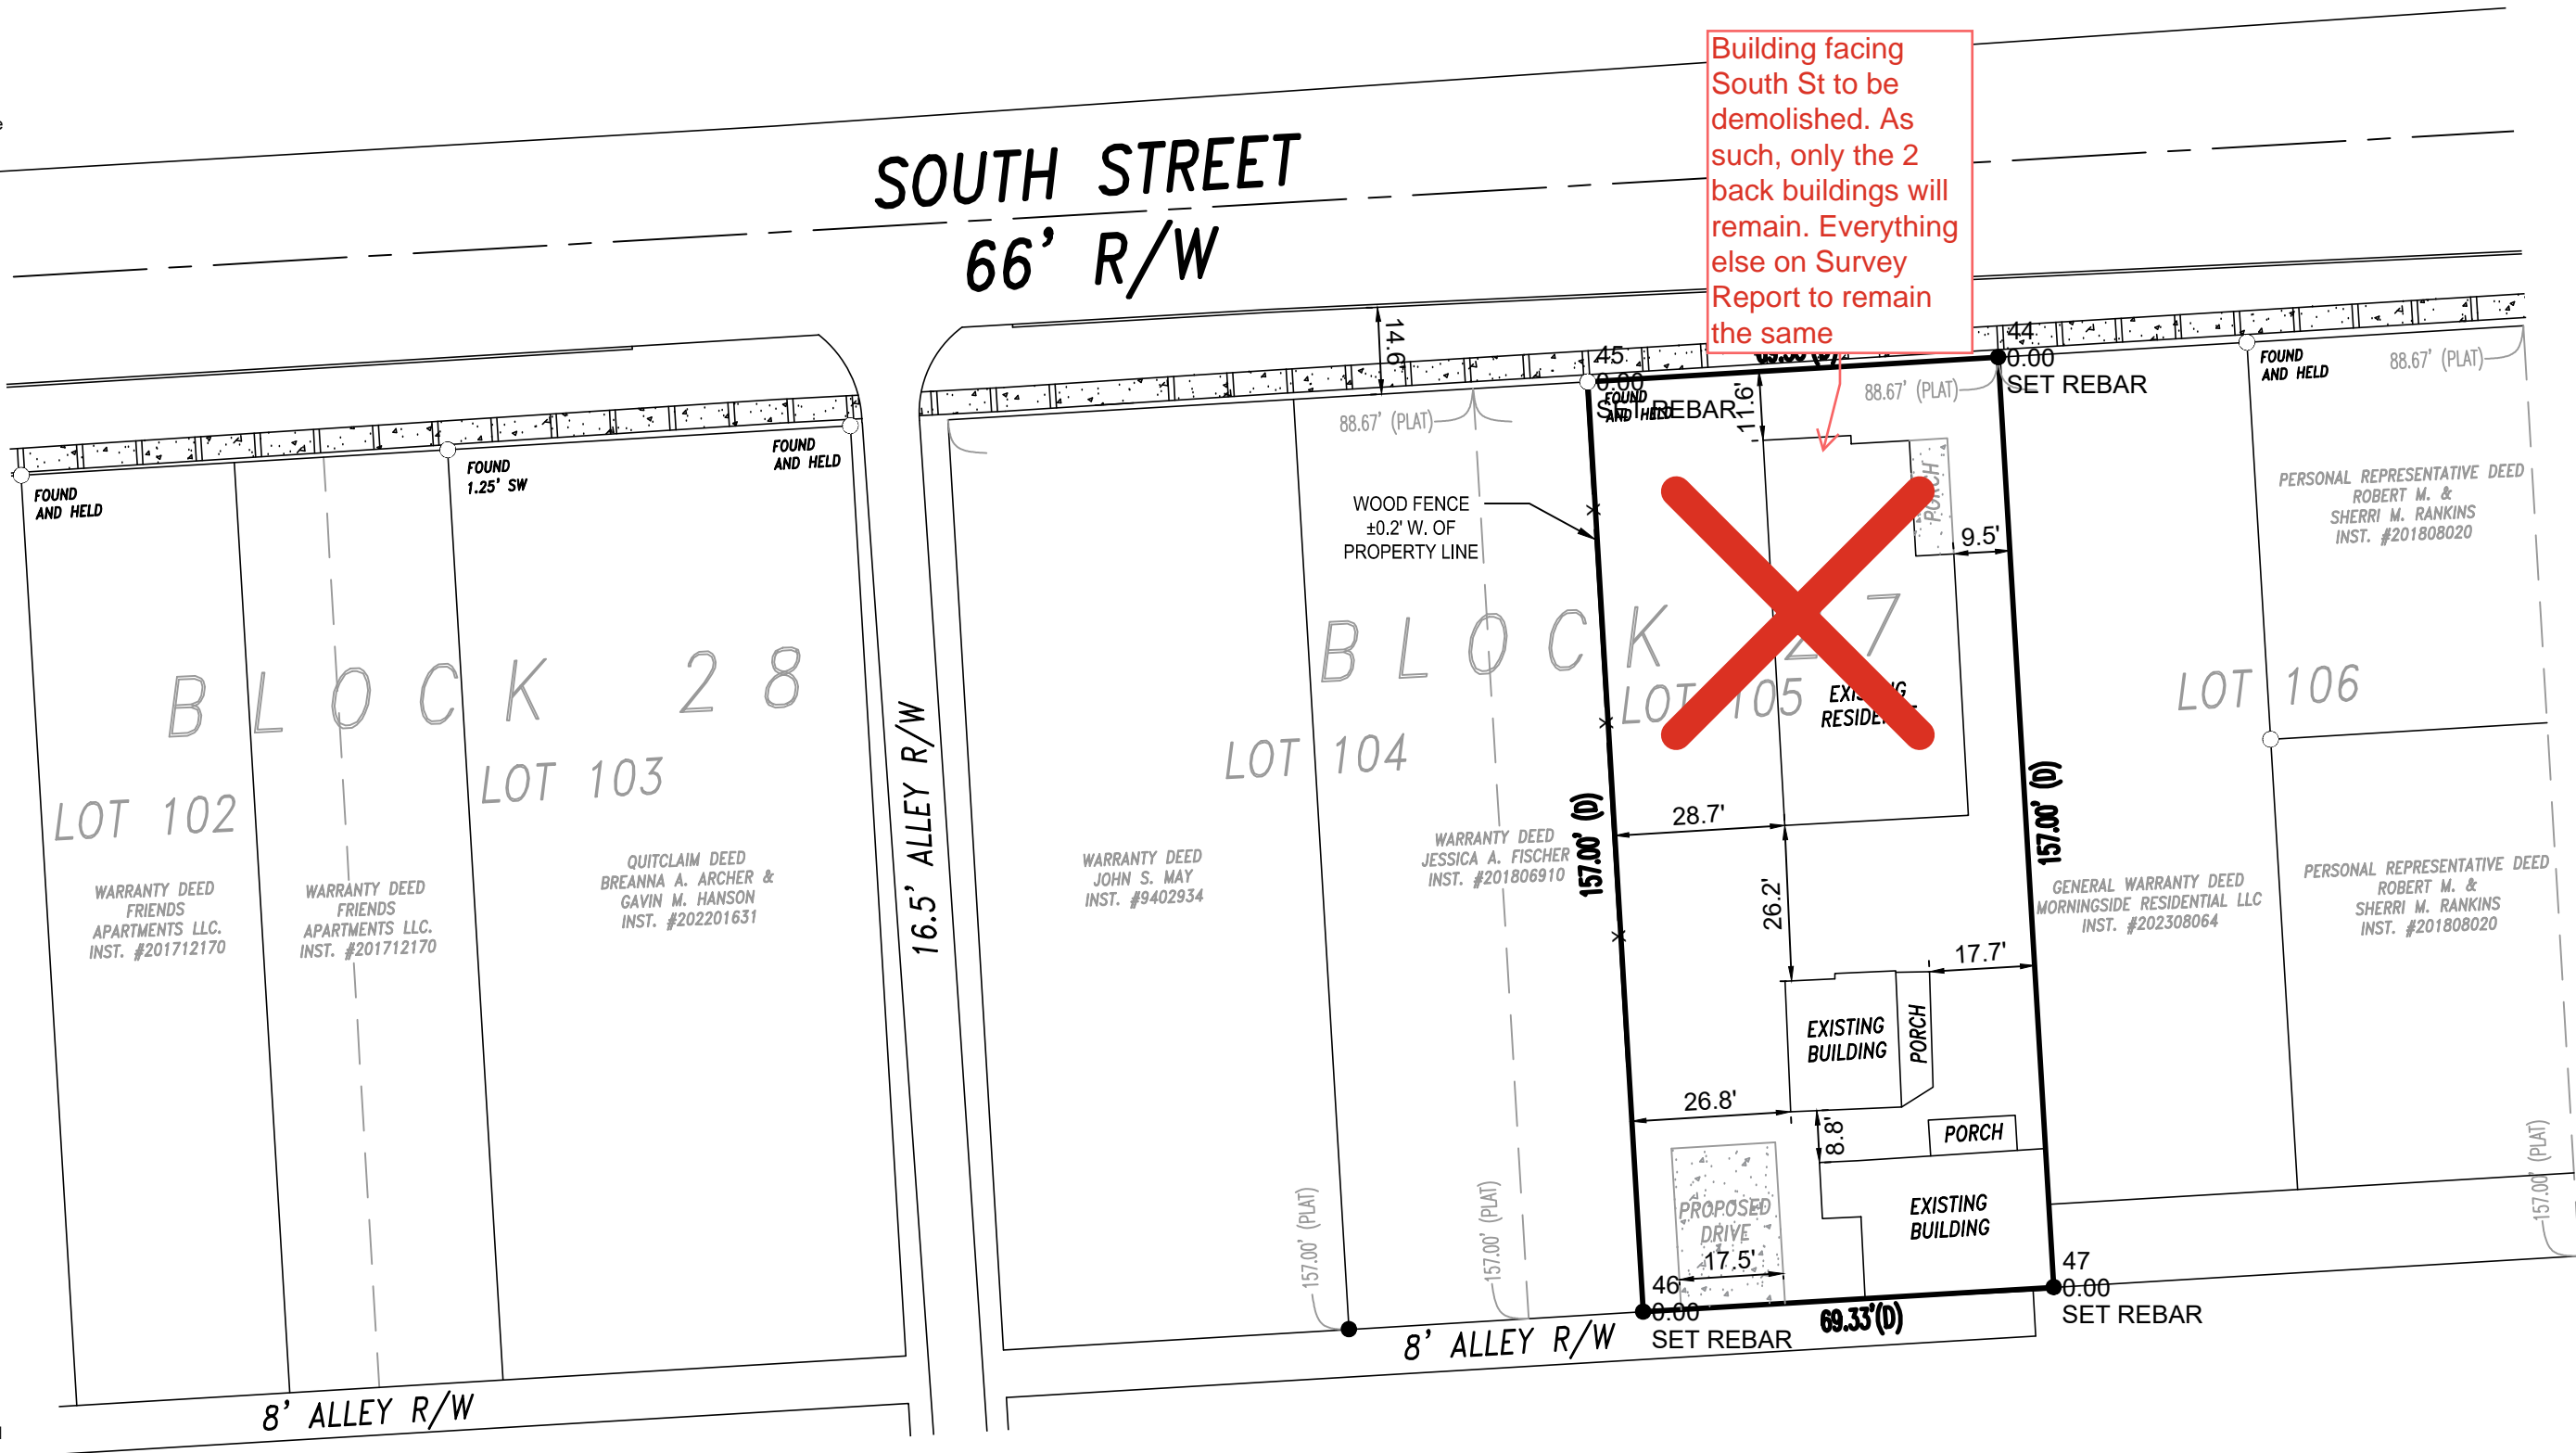 Building facing
South St to be
demolished. As
such, only the 2
back buildings will
remain. Everything
else on Survey
Report to remain
the same
SOUTH STREET
66' R/W
14.6'
45
0.00
SET REBAR
FOUND
AND HELD
44
0.00
SET REBAR
88.67' (PLAT)
88.67' (PLAT)
88.67' (PLAT)
FOUND
AND HELD
11.6'
PORCH
9.5'
FOUND
AND HELD
FOUND
1.25' SW
FOUND
AND HELD
WOOD FENCE
±0.2' W. OF
PROPERTY LINE
PERSONAL REPRESENTATIVE DEED
ROBERT M. &
SHERRI M. RANKINS
INST. #201808020
BLOCK 28
BLOCK 27
LOT 102
LOT 103
LOT 104
LOT 105
LOT 106
EXISTING
RESIDENCE
16.5' ALLEY R/W
157.00' (D)
157.00' (D)
28.7'
26.2'
WARRANTY DEED
FRIENDS
APARTMENTS LLC.
INST. #201712170
WARRANTY DEED
FRIENDS
APARTMENTS LLC.
INST. #201712170
QUITCLAIM DEED
BREANNA A. ARCHER &
GAVIN M. HANSON
INST. #202201631
WARRANTY DEED
JOHN S. MAY
INST. #9402934
WARRANTY DEED
JESSICA A. FISCHER
INST. #201806910
GENERAL WARRANTY DEED
MORNINGSIDE RESIDENTIAL LLC
INST. #202308064
PERSONAL REPRESENTATIVE DEED
ROBERT M. &
SHERRI M. RANKINS
INST. #201808020
17.7'
EXISTING
BUILDING
PORCH
26.8'
8.8'
PORCH
EXISTING
BUILDING
PROPOSED
DRIVE
17.5'
157.00' (PLAT)
157.00' (PLAT)
157.00' (PLAT)
46
0.00
SET REBAR
69.33'(D)
47
0.00
SET REBAR
8' ALLEY R/W
8' ALLEY R/W